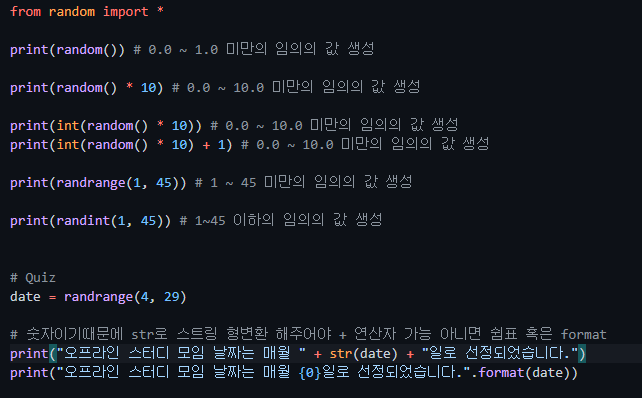 from random import *
print(random()) # 0.0 ~ 1.0 미만의 임의의 값 생성
print(random() * 10) # 0.0 ~ 10.0 미만의 임의의 값 생성
print(int(random() * 10)) # 0.0 ~ 10.0 미만의 임의의 값 생성
print(int(random() * 10) + 1) # 0.0 ~ 10.0 미만의 임의의 값 생성
print(randrange(1, 45)) # 1 ~ 45 미만의 임의의 값 생성
print(randint(1, 45)) # 1~45 이하의 임의의 값 생성
# Quiz
date = randrange(4, 29)
# 숫자이기때문에 str로 스트링 형변환 해주어야 + 연산자 가능 아니면 쉼표 혹은 format
print("오프라인 스터디 모임 날짜는 매월 " + str(date) + "일로 선정되었습니다.")
print("오프라인 스터디 모임 날짜는 매월 {0}일로 선정되었습니다.".format(date))